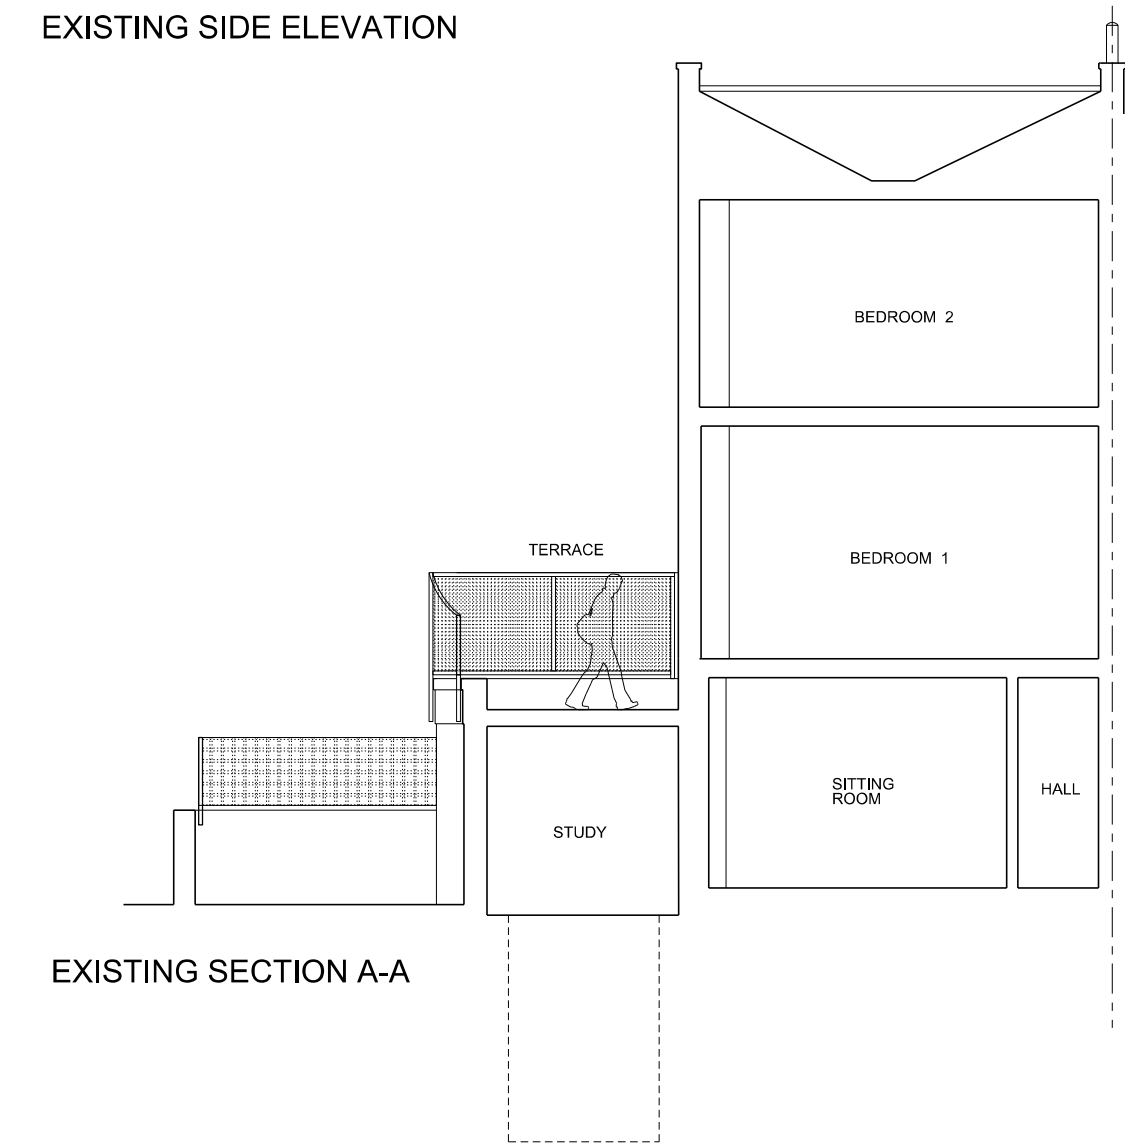 EXISTING SIDE ELEVATION
BEDROOM 2
TERRACE
BEDROOM 1
SITTING
ROOM
HALL
STUDY
EXISTING SECTION A-A